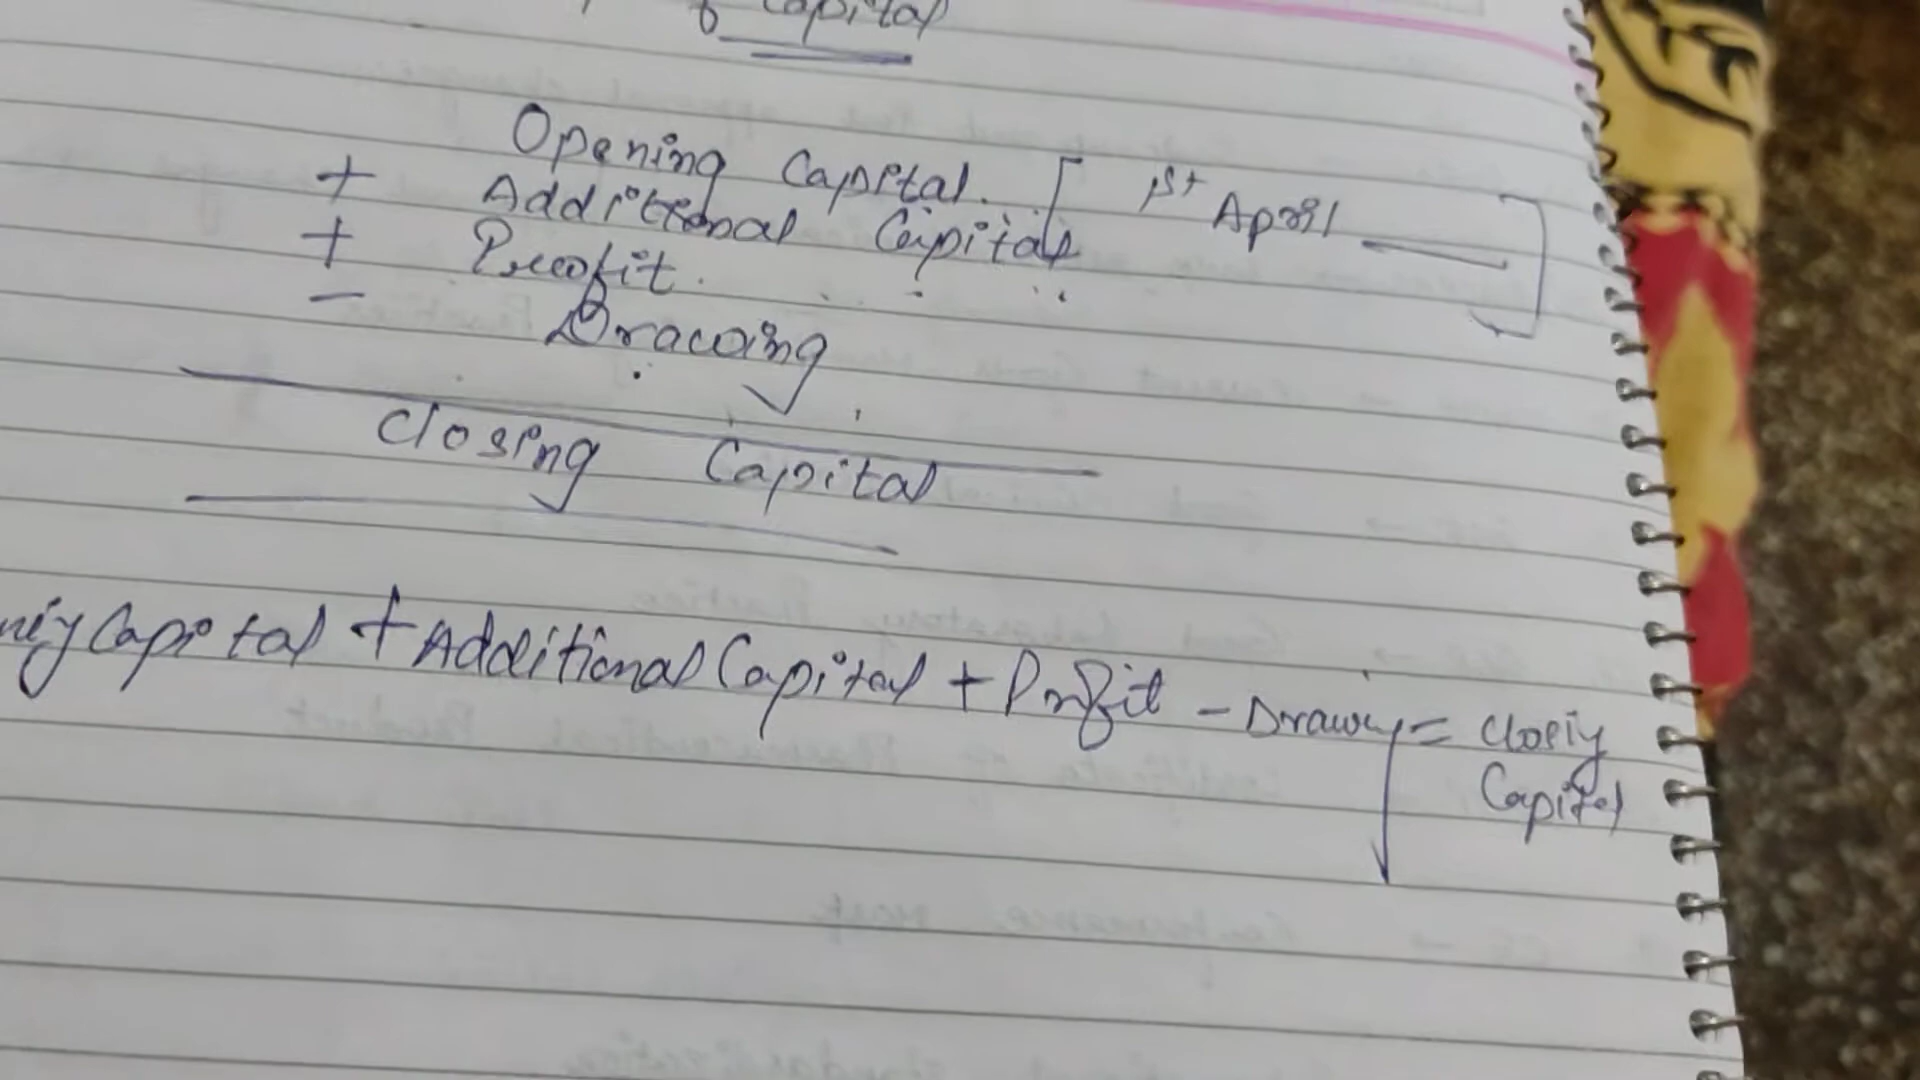 Capital
Opening Capital. [ 1st April — ]
+ Additional Capital
+ Profit.
- Drawing
Closing Capital
Capital + Additional Capital + Profit - Drawing = Closing
Capital